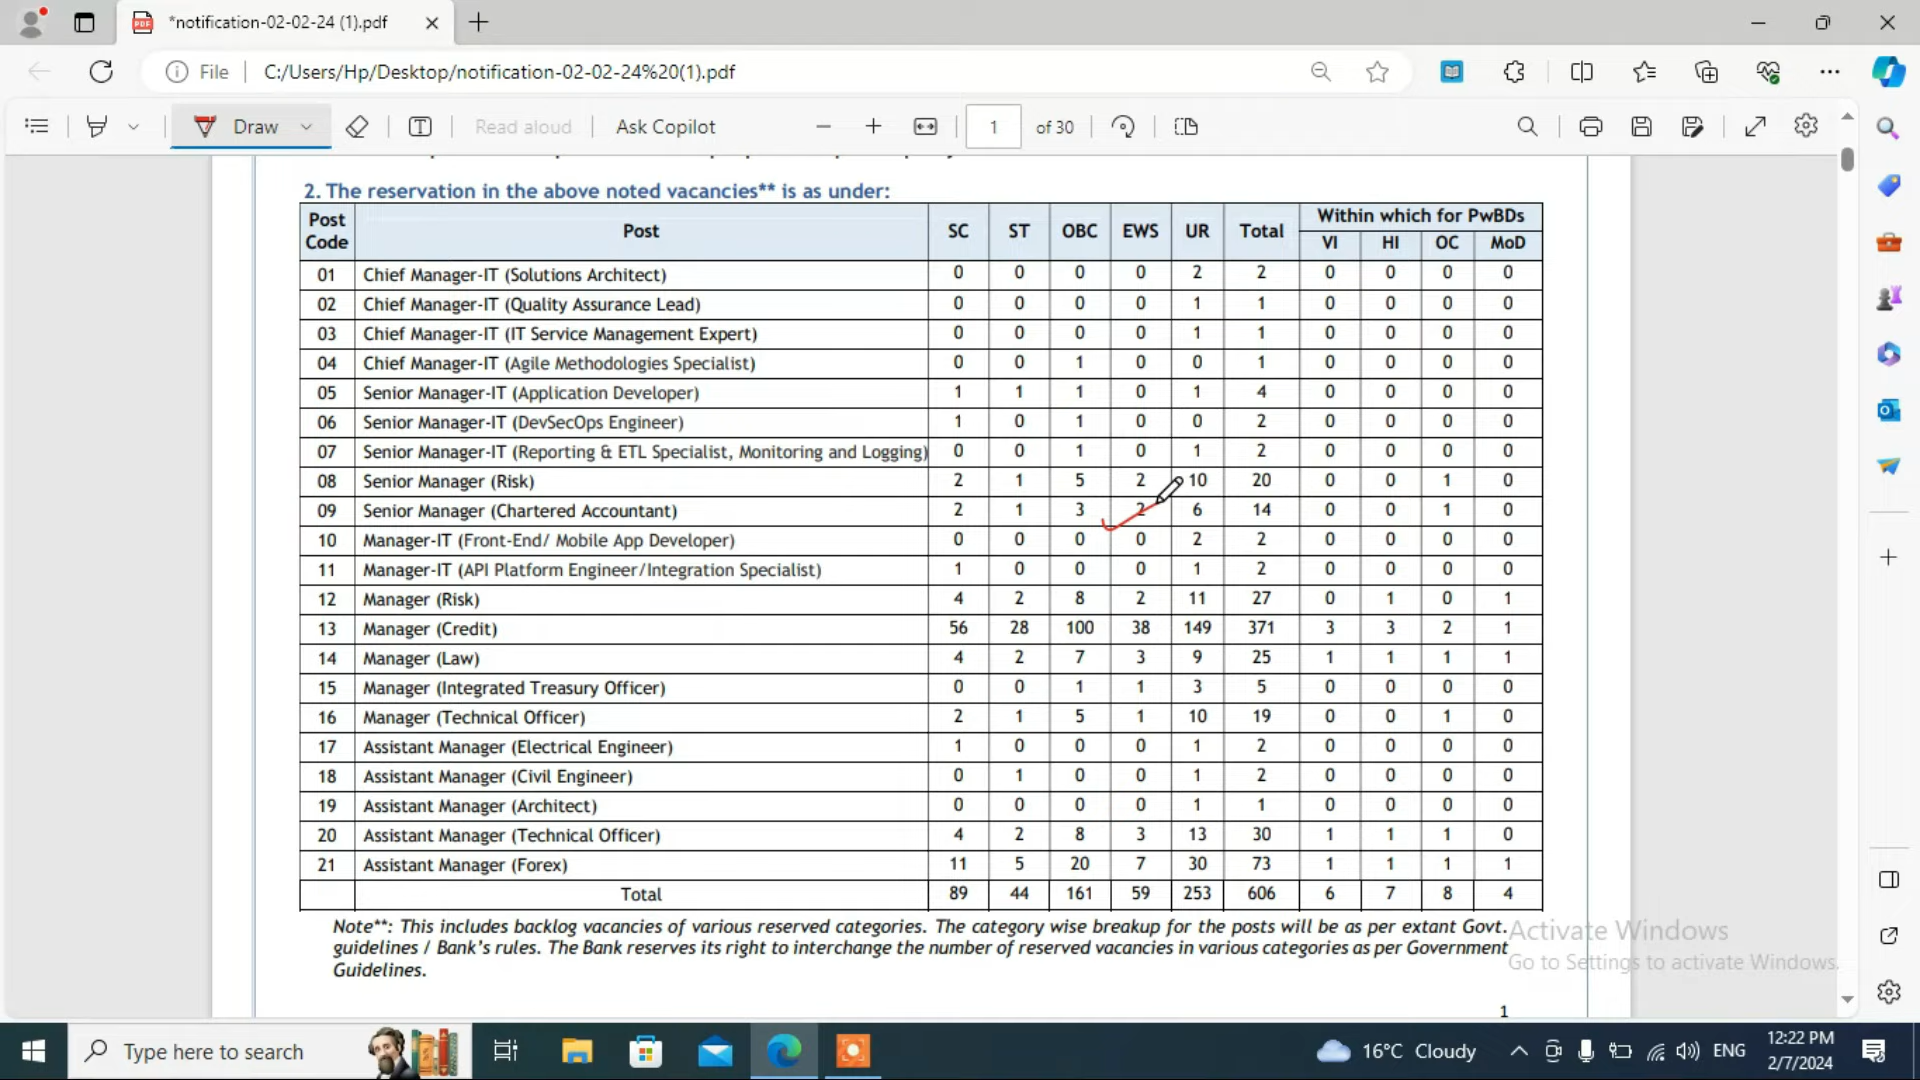 *notification-02-02-24 (1).pdf
File C:/Users/Hp/Desktop/notification-02-02-24%20(1).pdf
Draw Read aloud Ask Copilot 1 of 30
2. The reservation in the above noted vacancies** is as under:
Post Code Post SC ST OBC EWS UR Total Within which for PwBDs
VI HI OC MoD
01 Chief Manager-IT (Solutions Architect) 0 0 0 0 2 2 0 0 0 0
02 Chief Manager-IT (Quality Assurance Lead) 0 0 0 0 1 1 0 0 0 0
03 Chief Manager-IT (IT Service Management Expert) 0 0 0 0 1 1 0 0 0 0
04 Chief Manager-IT (Agile Methodologies Specialist) 0 0 1 0 0 1 0 0 0 0
05 Senior Manager-IT (Application Developer) 1 1 1 0 1 4 0 0 0 0
06 Senior Manager-IT (DevSecOps Engineer) 1 0 1 0 0 2 0 0 0 0
07 Senior Manager-IT (Reporting & ETL Specialist, Monitoring and Logging) 0 0 1 0 1 2 0 0 0 0
08 Senior Manager (Risk) 2 1 5 2 10 20 0 0 1 0
09 Senior Manager (Chartered Accountant) 2 1 3 2 6 14 0 0 1 0
10 Manager-IT (Front-End/ Mobile App Developer) 0 0 0 0 2 2 0 0 0 0
11 Manager-IT (API Platform Engineer/Integration Specialist) 1 0 0 0 1 2 0 0 0 0
12 Manager (Risk) 4 2 8 2 11 27 0 1 0 1
13 Manager (Credit) 56 28 100 38 149 371 3 3 2 1
14 Manager (Law) 4 2 7 3 9 25 1 1 1 1
15 Manager (Integrated Treasury Officer) 0 0 1 1 3 5 0 0 0 0
16 Manager (Technical Officer) 2 1 5 1 10 19 0 0 1 0
17 Assistant Manager (Electrical Engineer) 1 0 0 0 1 2 0 0 0 0
18 Assistant Manager (Civil Engineer) 0 1 0 0 1 2 0 0 0 0
19 Assistant Manager (Architect) 0 0 0 0 1 1 0 0 0 0
20 Assistant Manager (Technical Officer) 4 2 8 3 13 30 1 1 1 0
21 Assistant Manager (Forex) 11 5 20 7 30 73 1 1 1 1
Total 89 44 161 59 253 606 6 7 8 4
Note**: This includes backlog vacancies of various reserved categories. The category wise breakup for the posts will be as per extant Govt.
guidelines / Bank's rules. The Bank reserves its right to interchange the number of reserved vacancies in various categories as per Government
Guidelines.
Activate Windows
Go to Settings to activate Windows.
1
Type here to search 16°C Cloudy ENG 12:22 PM
2/7/2024